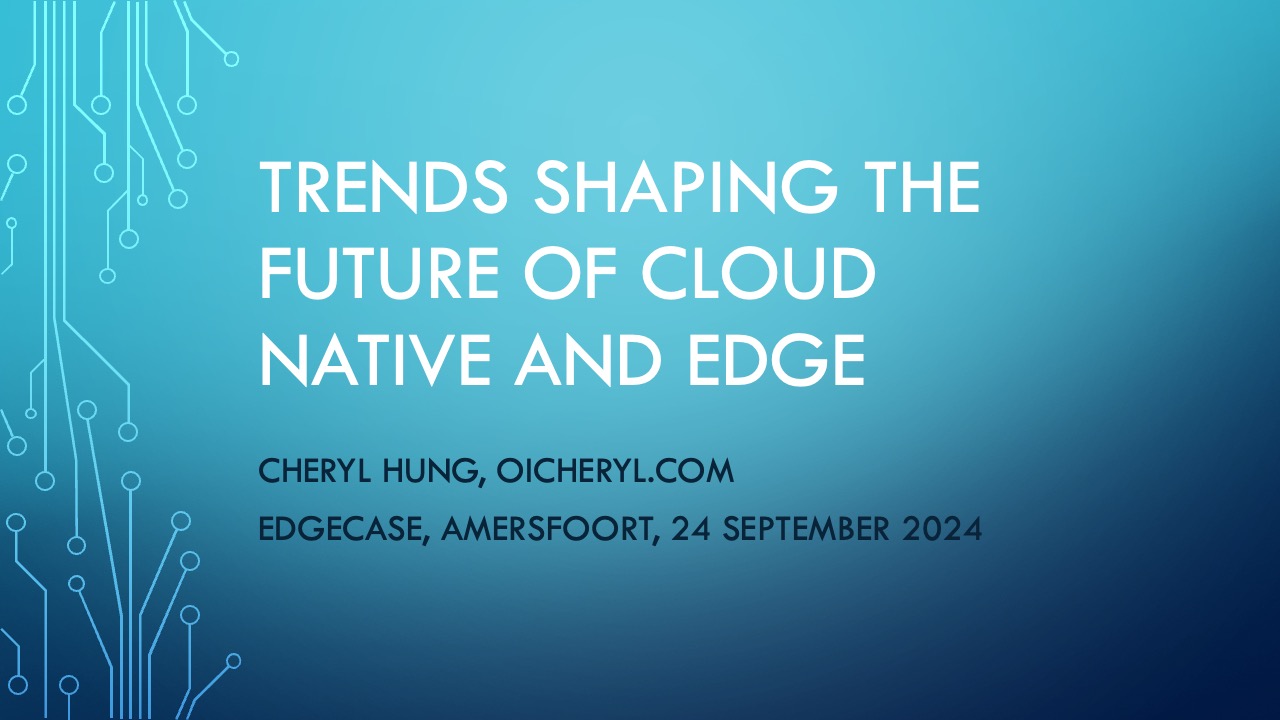 TRENDS SHAPING THE
FUTURE OF CLOUD
NATIVE AND EDGE
CHERYL HUNG, OICHERYL.COM
EDGECASE, AMERSFOORT, 24 SEPTEMBER 2024